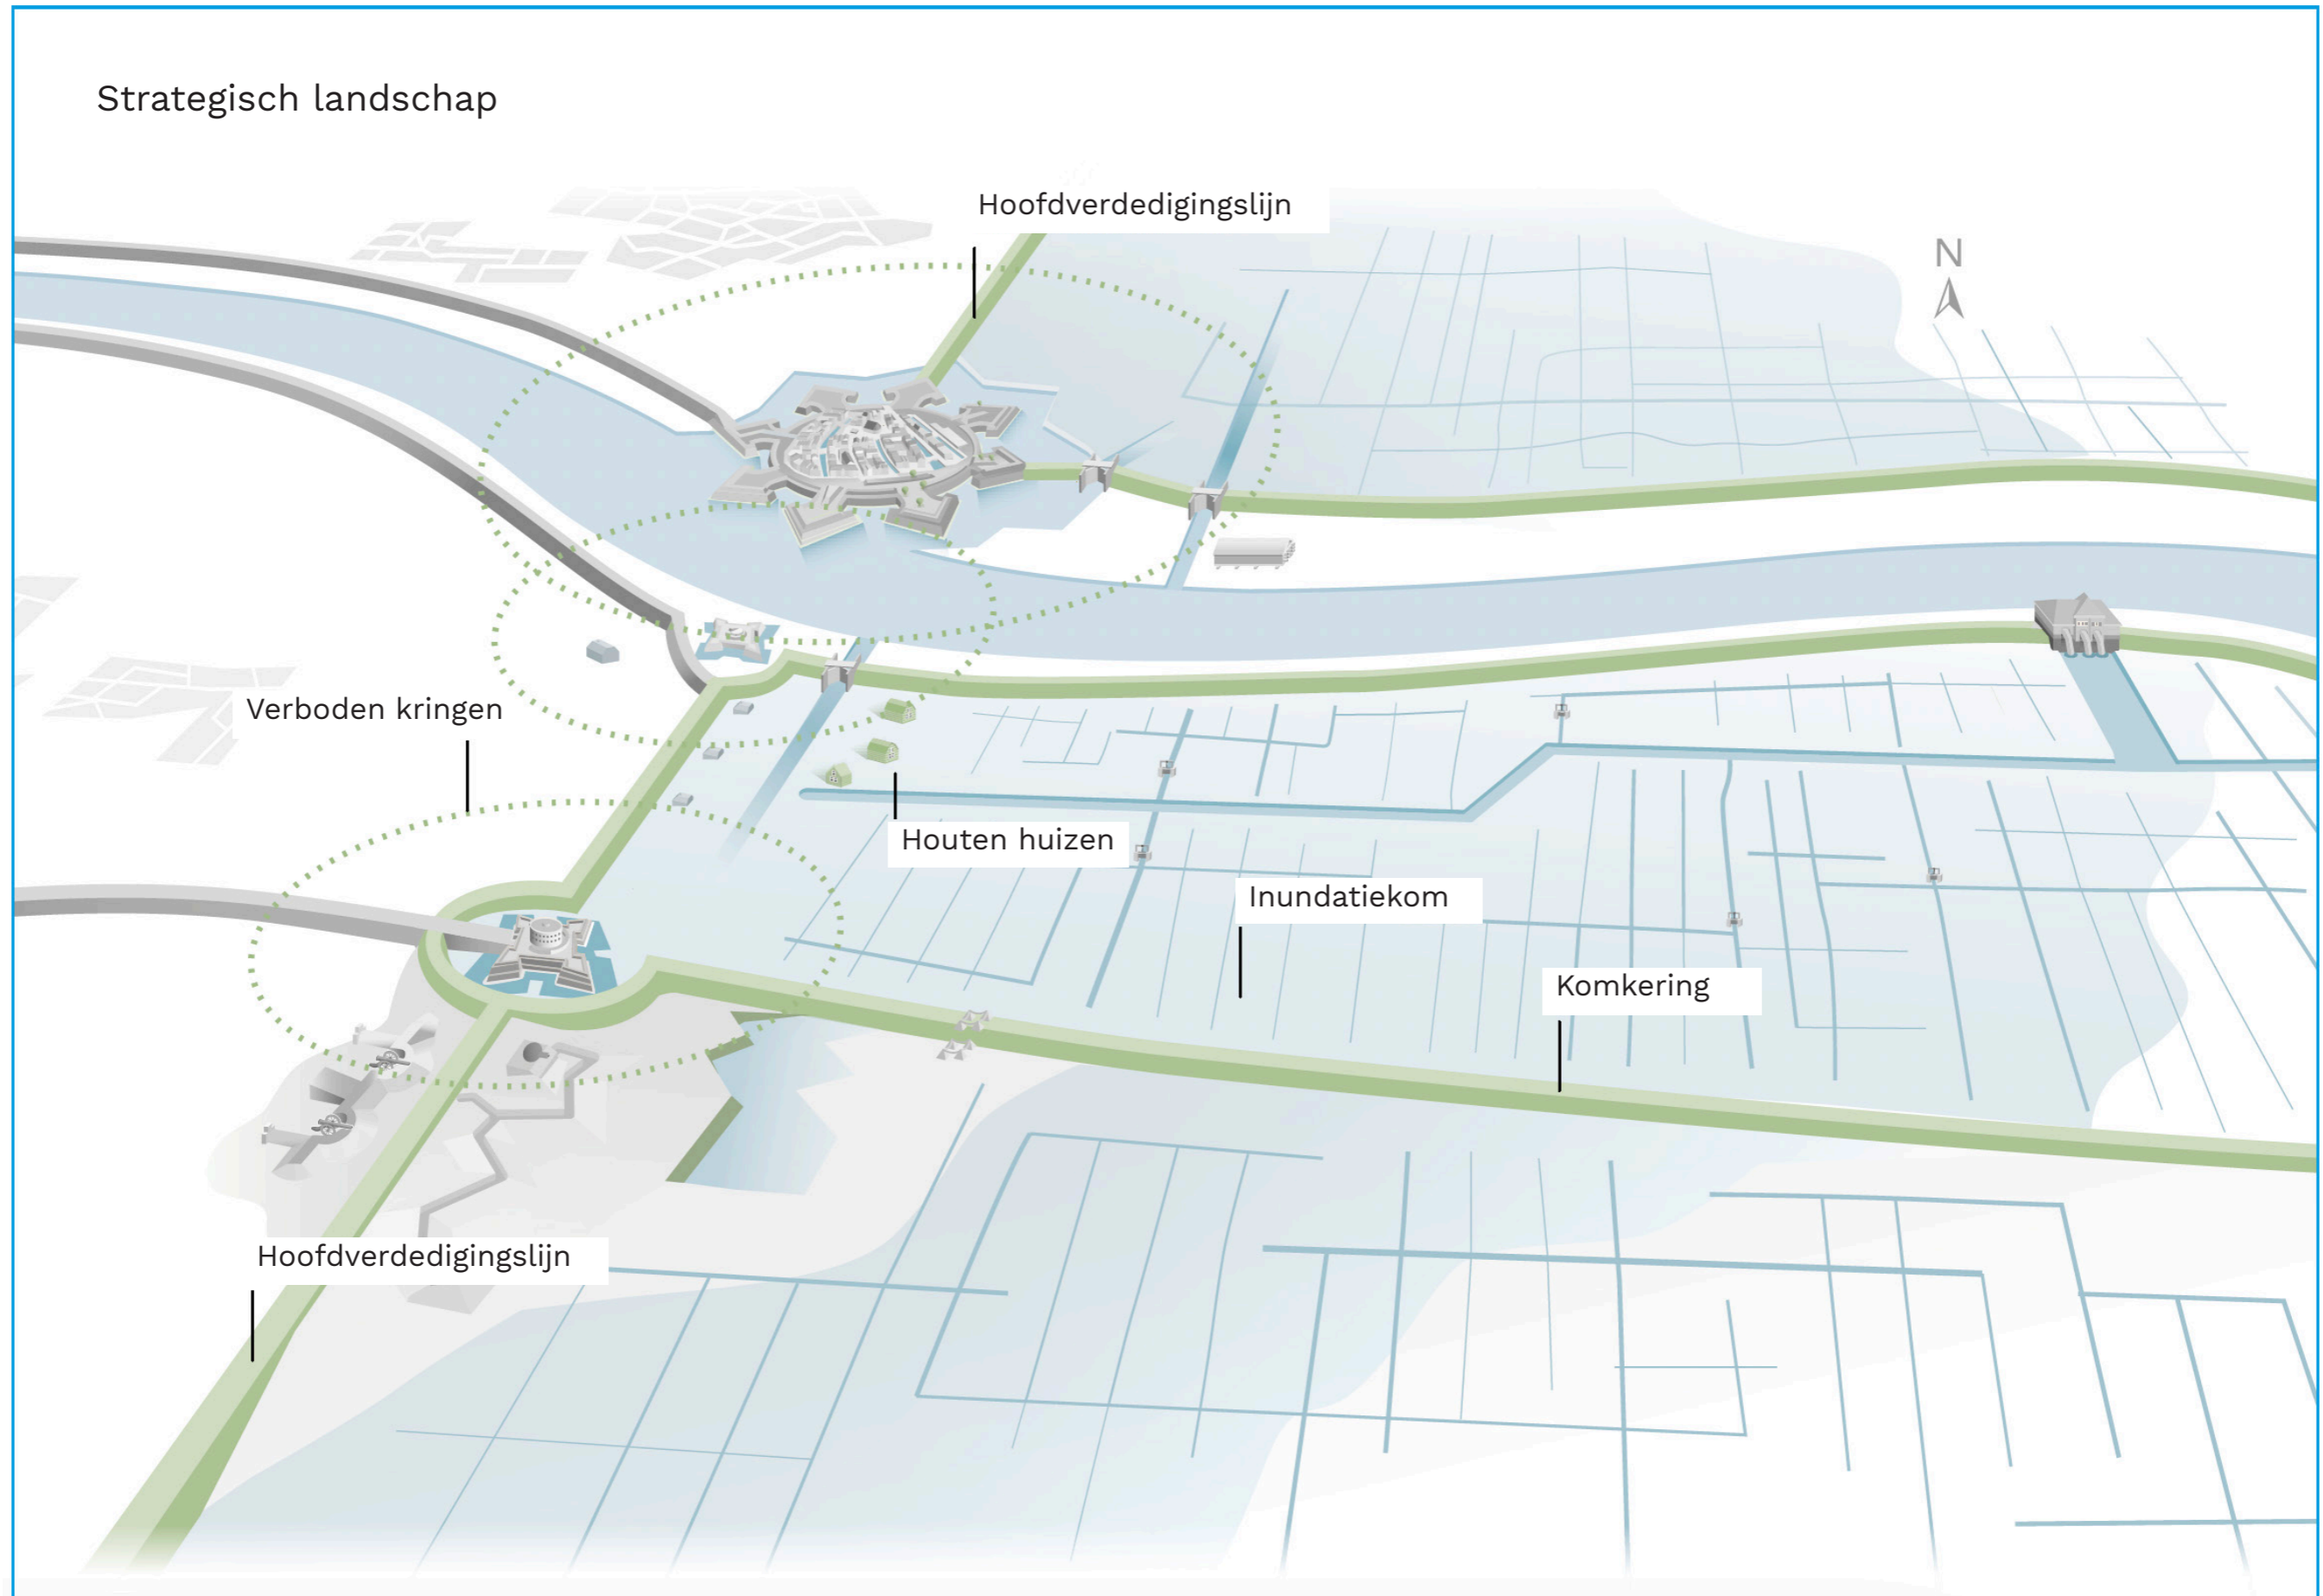 Strategisch landschap
Hoofdverdedigingslijn
N
Verboden kringen
Houten huizen
Inundatiekom
Komkering
Hoofdverdedigingslijn